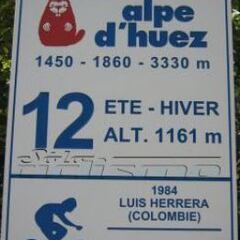 alpe
d'huez
1450 - 1860 - 3330 m
12
ETE - HIVER
ALT. 1161 m
1984
LUIS HERRERA
(COLOMBIE)